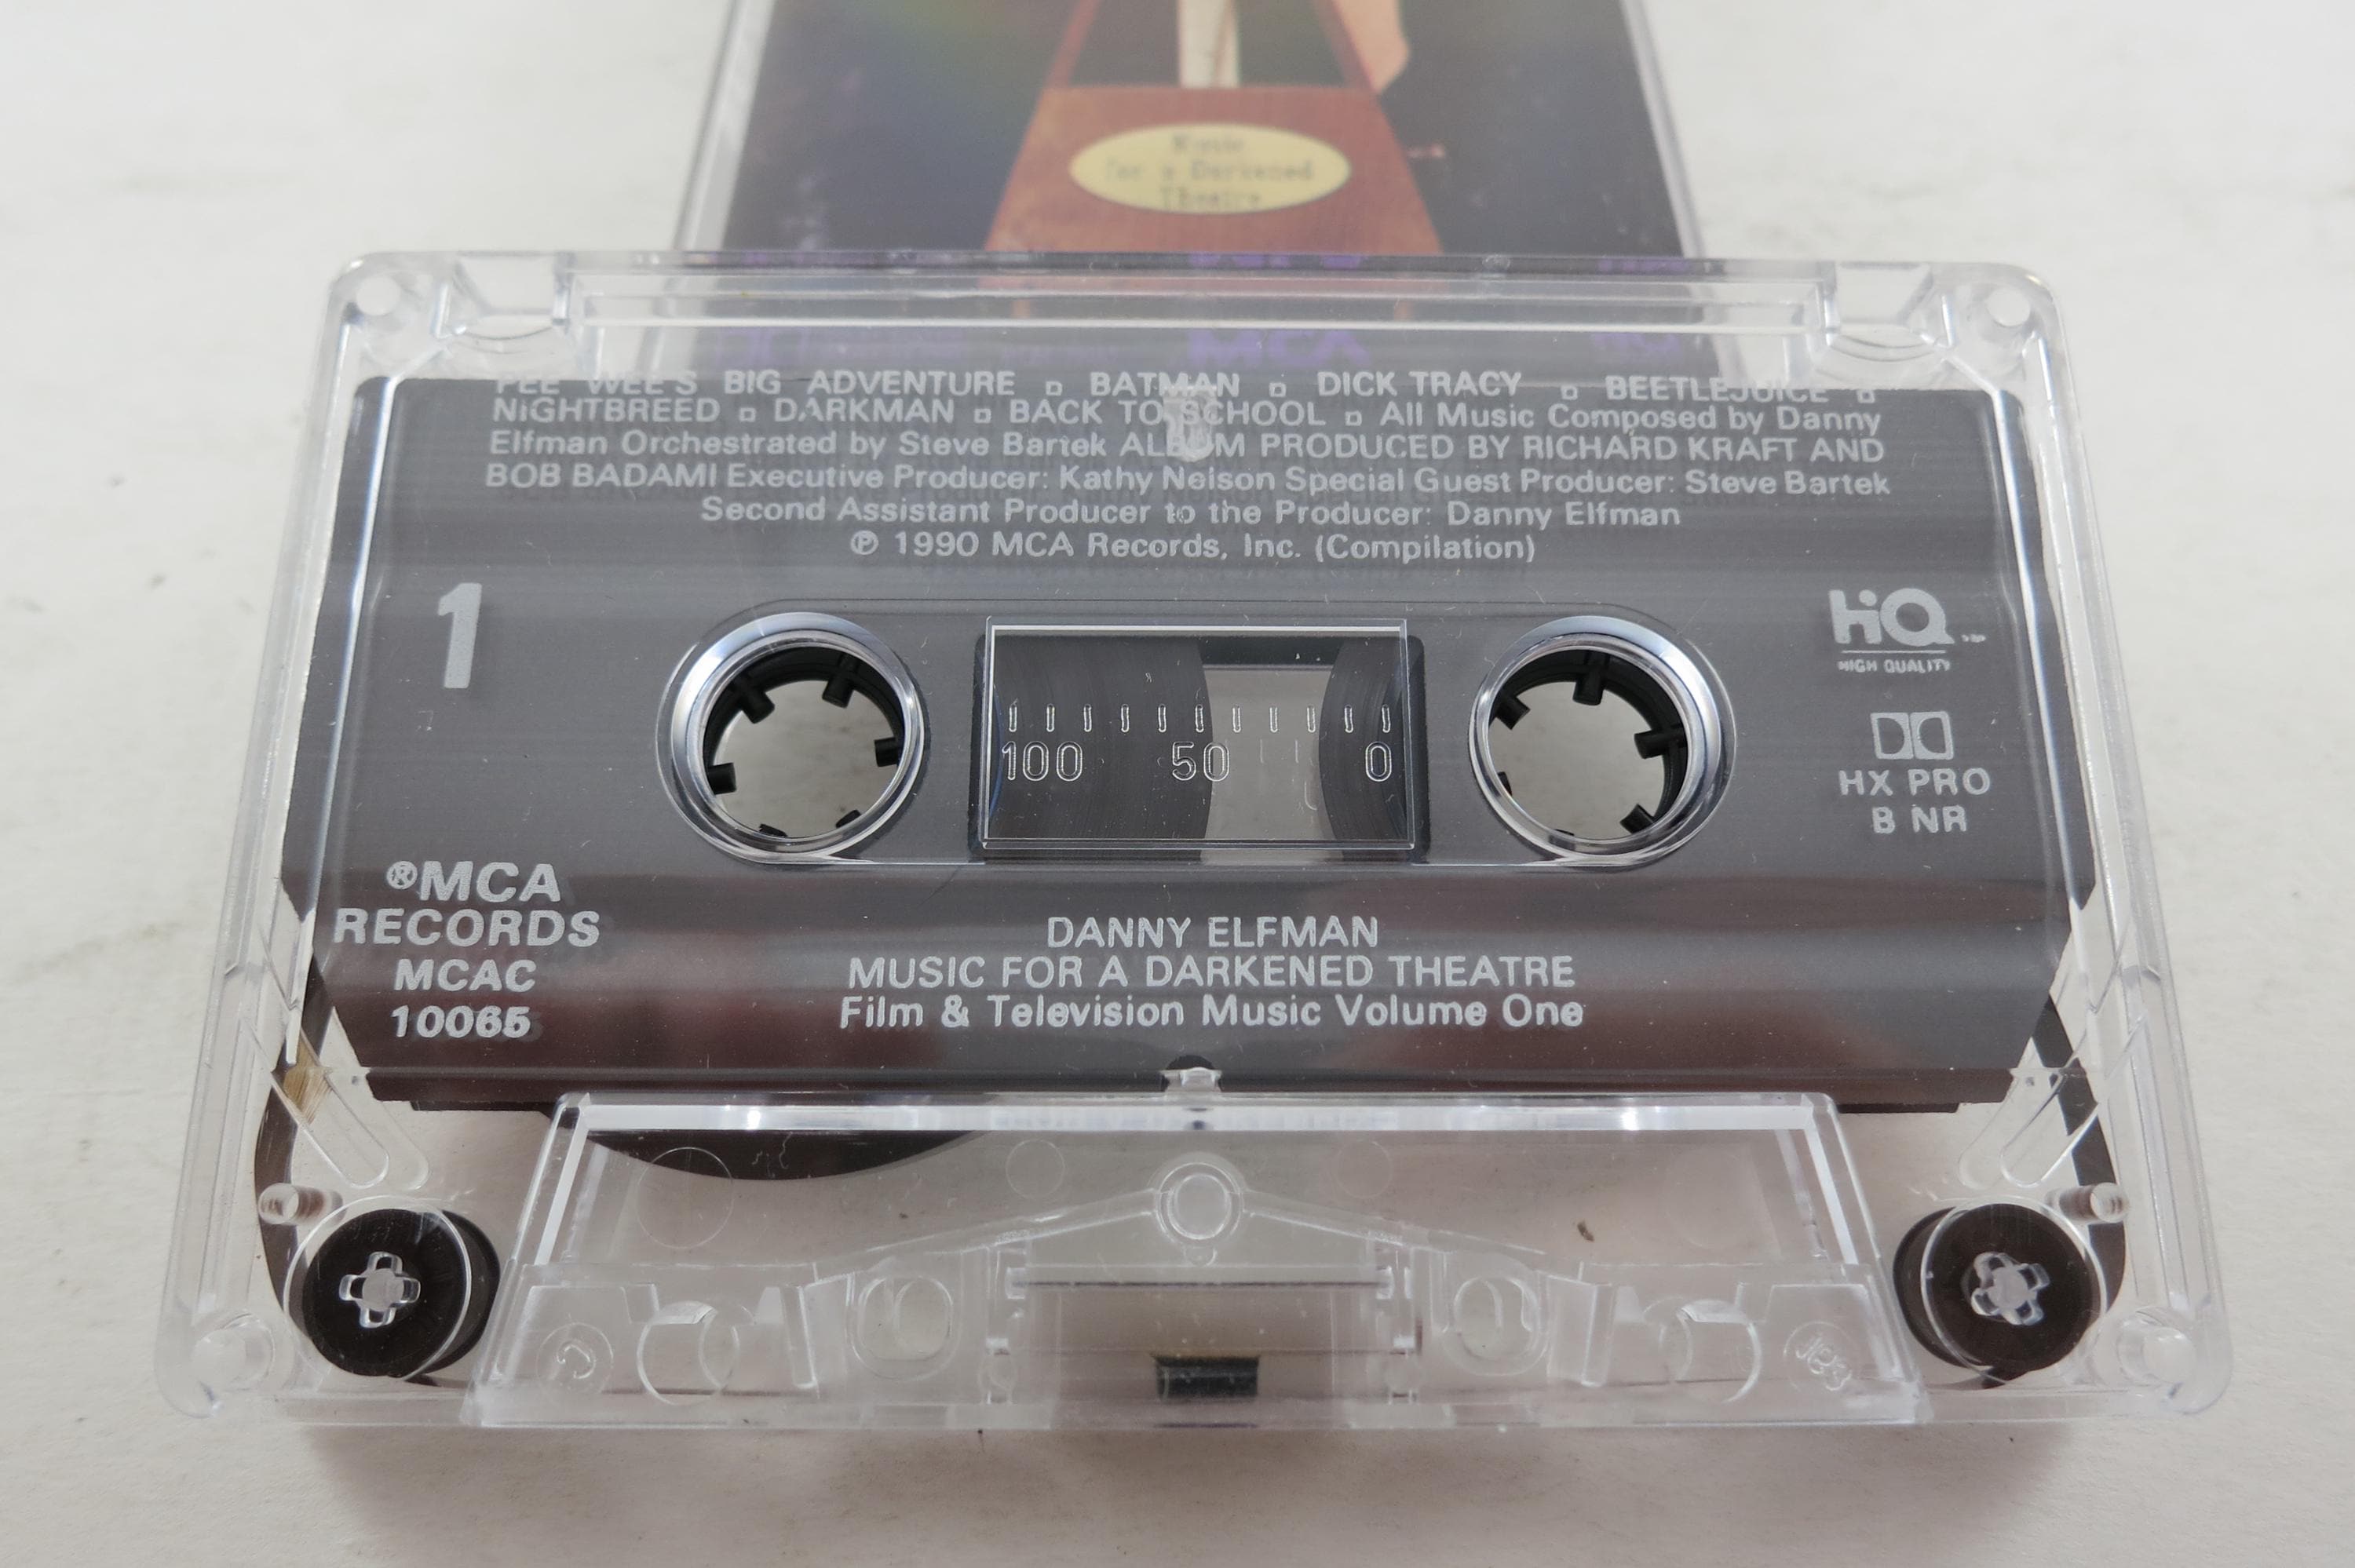 Music
for a Darkened
Theatre
MCA
PEE WEE'S BIG ADVENTURE ▫ BATMAN ▫ DICK TRACY ▫ BEETLEJUICE ▫
NIGHTBREED ▫ DARKMAN ▫ BACK TO SCHOOL ▫ All Music Composed by Danny
Elfman Orchestrated by Steve Bartek ALBUM PRODUCED BY RICHARD KRAFT AND
BOB BADAMI Executive Producer: Kathy Nelson Special Guest Producer: Steve Bartek
Second Assistant Producer to the Producer: Danny Elfman
℗ 1990 MCA Records, Inc. (Compilation)
1
HiQ
HIGH QUALITY
HX PRO
B NR
100 50 0
®MCA
RECORDS
MCAC
10065
DANNY ELFMAN
MUSIC FOR A DARKENED THEATRE
Film & Television Music Volume One